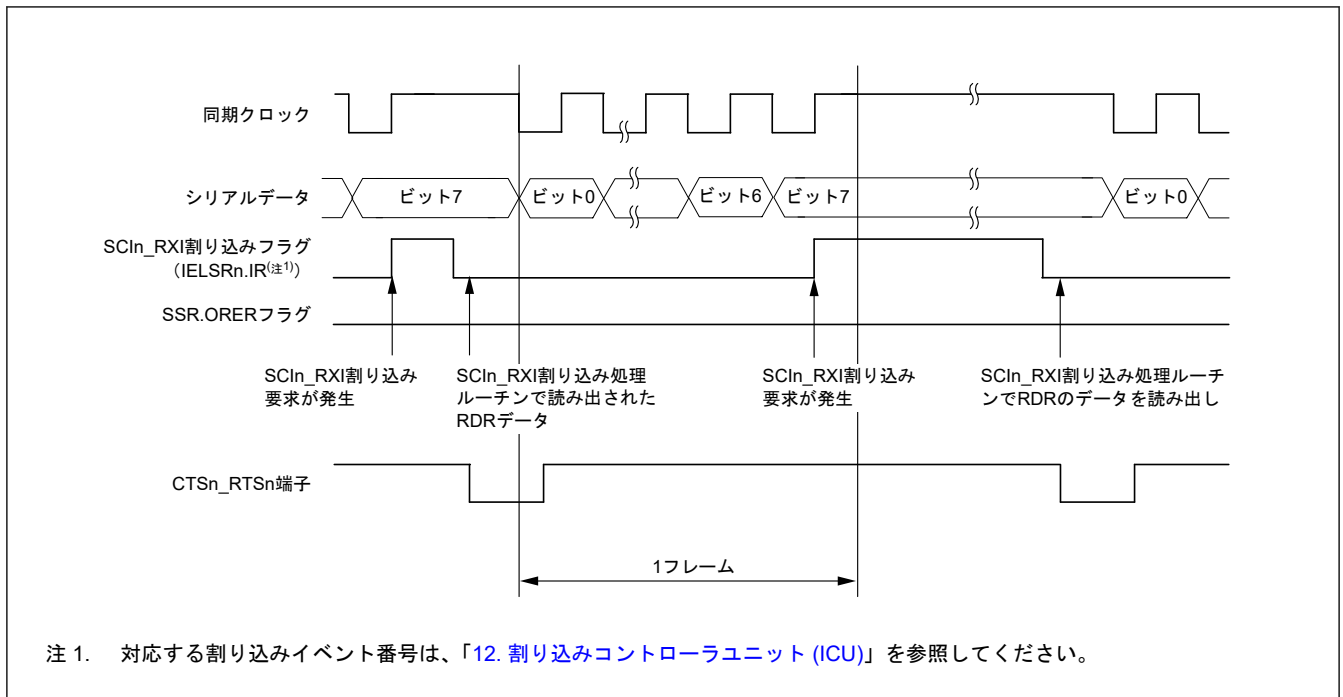 同期クロック
シリアルデータ
ビット7
ビット0
ビット6
ビット7
ビット0
SCIn_RXI割り込みフラグ
（IELSRn.IR(注1)）
SSR.ORERフラグ
SCIn_RXI割り込み
要求が発生
SCIn_RXI割り込み処理
ルーチンで読み出された
RDRデータ
SCIn_RXI割り込み
要求が発生
SCIn_RXI割り込み処理ルーチ
ンでRDRのデータを読み出し
CTSn_RTSn端子
1フレーム
注 1. 対応する割り込みイベント番号は、「12. 割り込みコントローラユニット (ICU)」を参照してください。